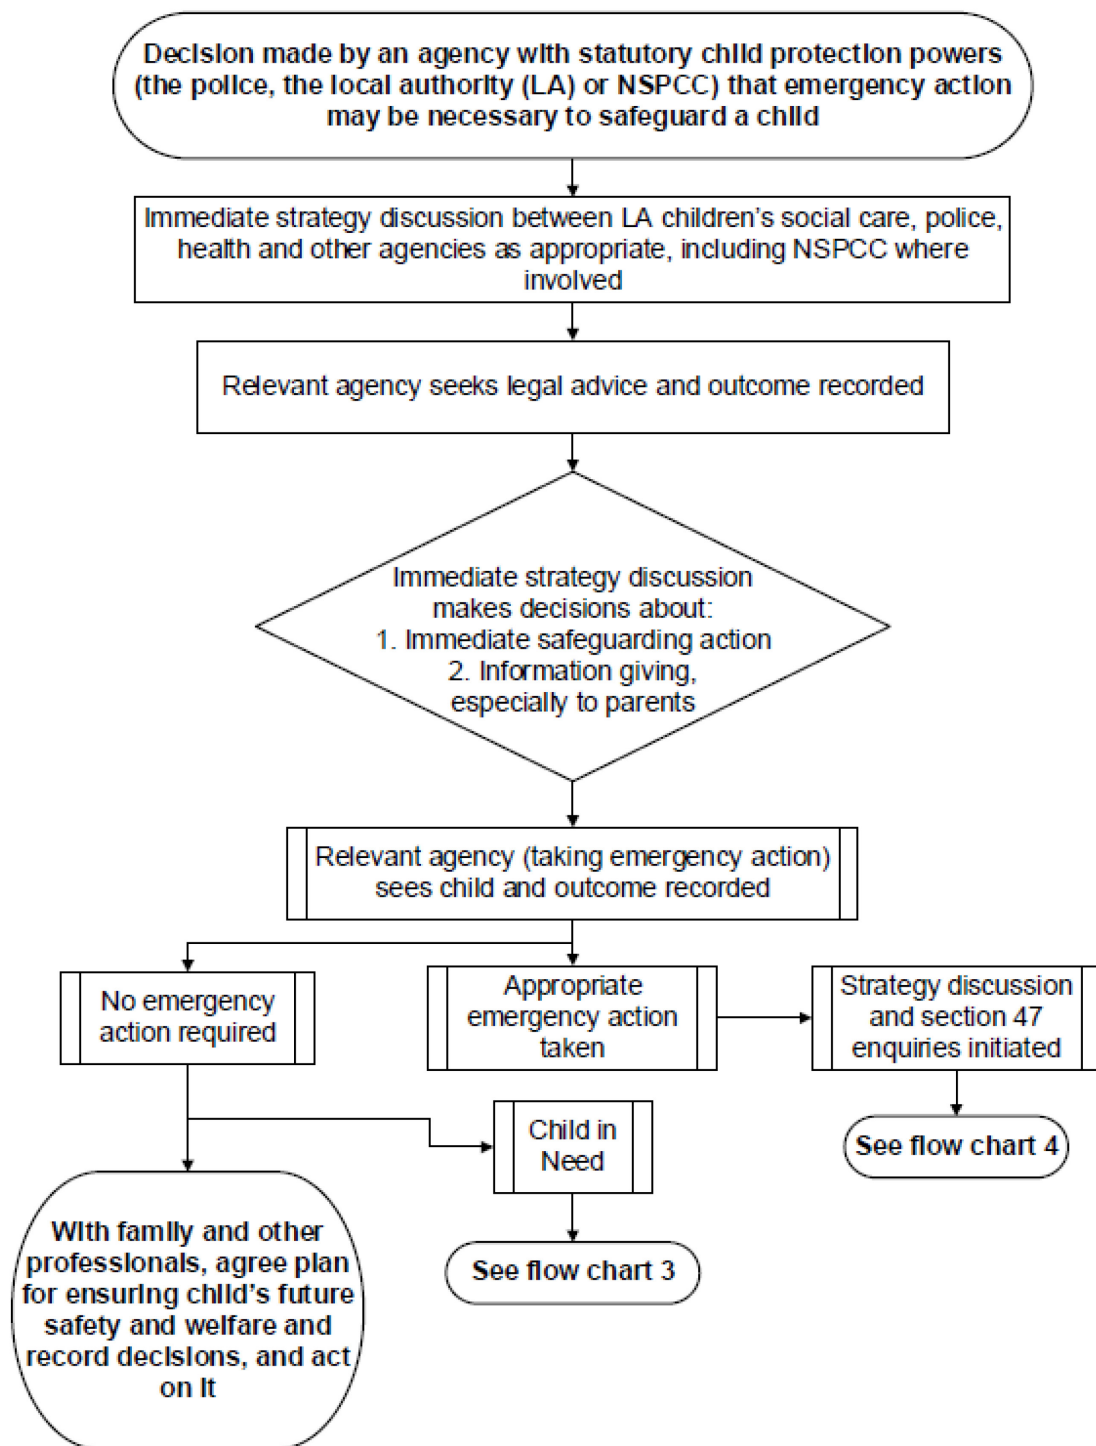 Decision made by an agency with statutory child protection powers
(the police, the local authority (LA) or NSPCC) that emergency action
may be necessary to safeguard a child
Immediate strategy discussion between LA children's social care, police,
health and other agencies as appropriate, including NSPCC where
involved
Relevant agency seeks legal advice and outcome recorded
Immediate strategy discussion
makes decisions about:
1. Immediate safeguarding action
2. Information giving,
especially to parents
Relevant agency (taking emergency action)
sees child and outcome recorded
No emergency
action required
Appropriate
emergency action
taken
Strategy discussion
and section 47
enquiries initiated
Child in
Need
See flow chart 4
With family and other
professionals, agree plan
for ensuring child's future
safety and welfare and
record decisions, and act
on it
See flow chart 3